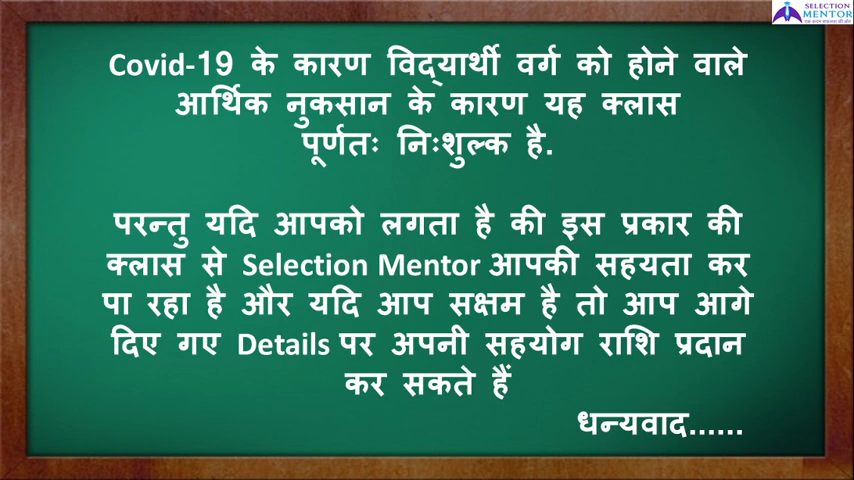 SELECTION
MENTOR
Covid-19 के कारण विद्यार्थी वर्ग को होने वाले
आर्थिक नुकसान के कारण यह क्लास
पूर्णतः निःशुल्क है.
परन्तु यदि आपको लगता है की इस प्रकार की
क्लास से Selection Mentor आपकी सहयता कर
पा रहा है और यदि आप सक्षम है तो आप आगे
दिए गए Details पर अपनी सहयोग राशि प्रदान
कर सकते हैं
धन्यवाद......